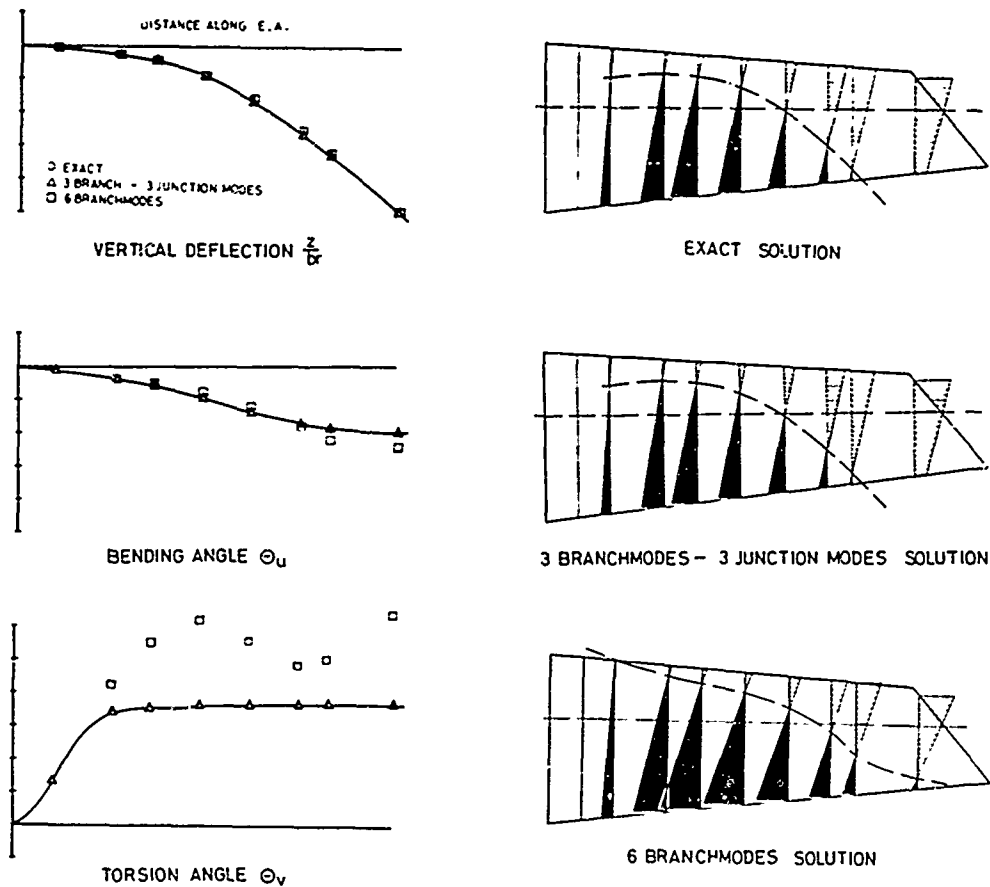 DISTANCE ALONG E.A.
EXACT
3 BRANCH - 3 JUNCTION MODES
6 BRANCHMODES
VERTICAL DEFLECTION
EXACT SOLUTION
BENDING ANGLE Θu
3 BRANCHMODES - 3 JUNCTION MODES SOLUTION
TORSION ANGLE Θv
6 BRANCHMODES SOLUTION